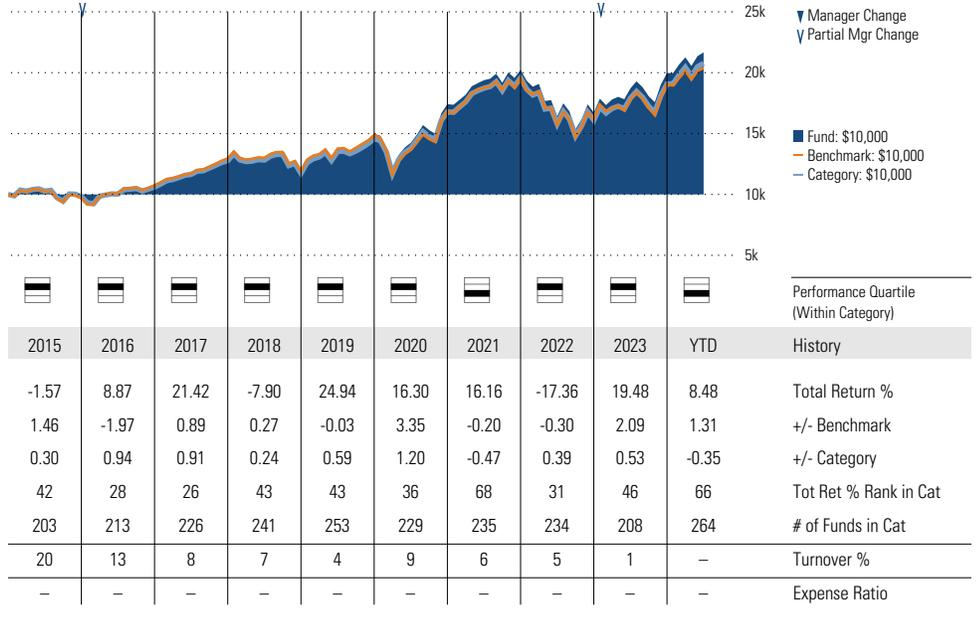 25k
20k
15k
10k
5k
Manager Change
Partial Mgr Change
Fund: $10,000
Benchmark: $10,000
Category: $10,000
Performance Quartile
(Within Category)
2015 2016 2017 2018 2019 2020 2021 2022 2023 YTD History
-1.57 8.87 21.42 -7.90 24.94 16.30 16.16 -17.36 19.48 8.48 Total Return %
1.46 -1.97 0.89 0.27 -0.03 3.35 -0.20 -0.30 2.09 1.31 +/- Benchmark
0.30 0.94 0.91 0.24 0.59 1.20 -0.47 0.39 0.53 -0.35 +/- Category
42 28 26 43 43 36 68 31 46 66 Tot Ret % Rank in Cat
203 213 226 241 253 229 235 234 208 264 # of Funds in Cat
20 13 8 7 4 9 6 5 1 – Turnover %
– – – – – – – – – – Expense Ratio